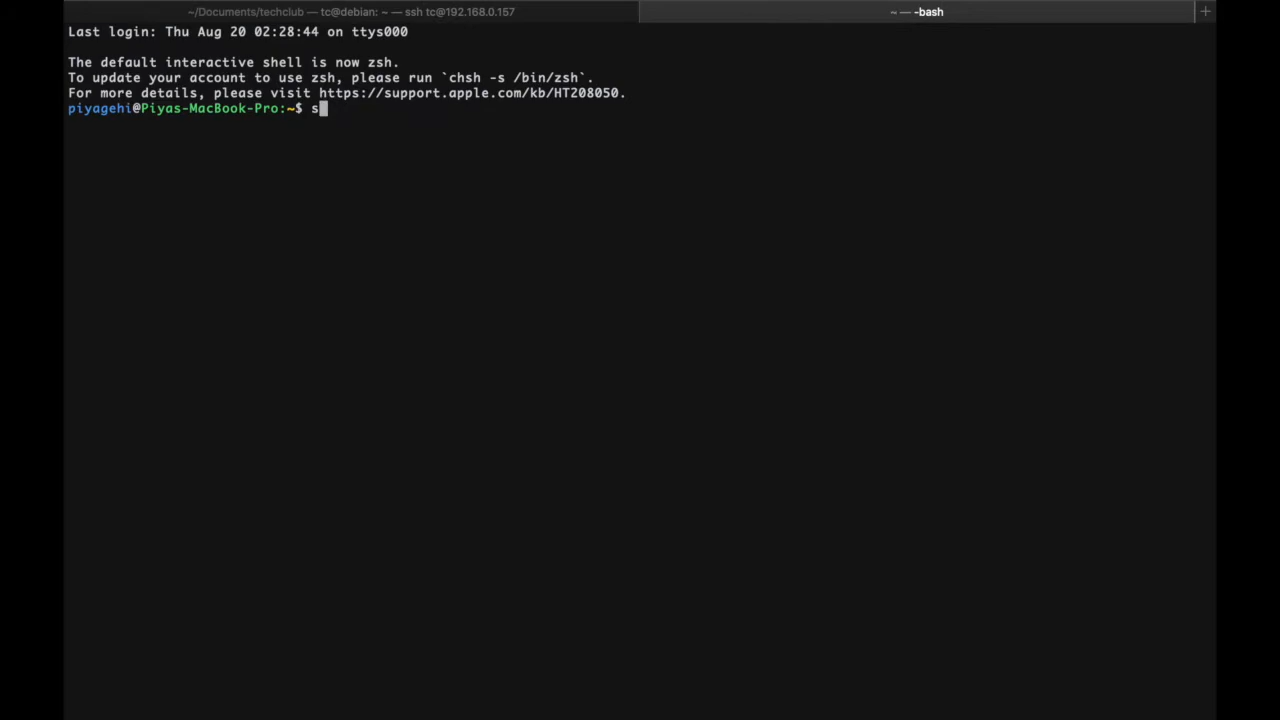 ~/Documents/techclub — tc@debian: ~ — ssh tc@192.168.0.157
~ — -bash
+
Last login: Thu Aug 20 02:28:44 on ttys000
The default interactive shell is now zsh.
To update your account to use zsh, please run `chsh -s /bin/zsh`.
For more details, please visit https://support.apple.com/kb/HT208050.
piyagehi@Piyas-MacBook-Pro:~$ s